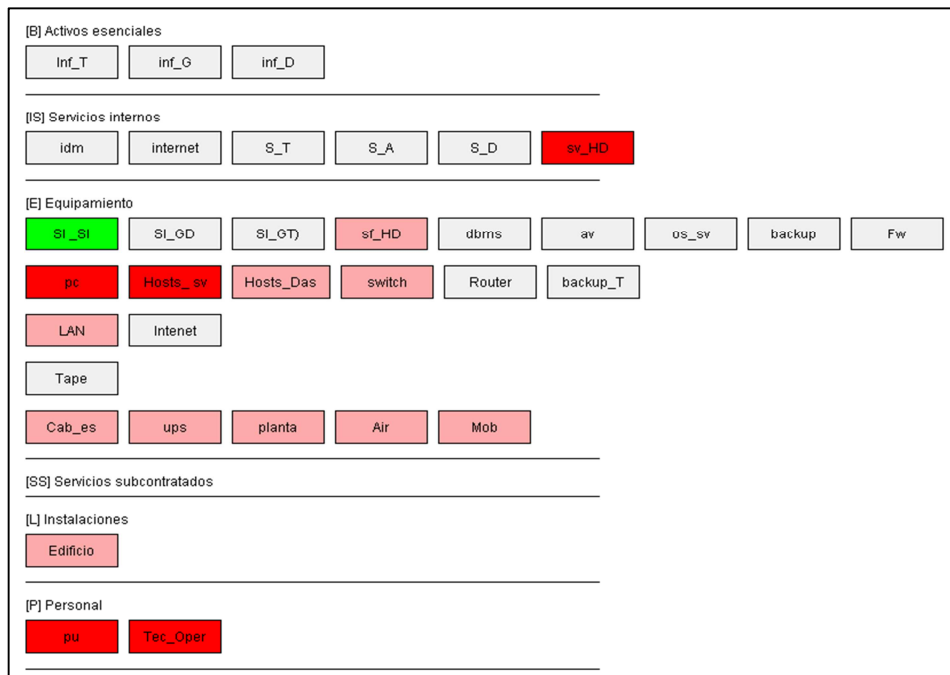 [B] Activos esenciales
Inf_T inf_G inf_D
[IS] Servicios internos
idm internet S_T S_A S_D sv_HD
[E] Equipamiento
SI_SI SI_GD SI_GT) sf_HD dbms av os_sv backup Fw
pc Hosts_ sv Hosts_Das switch Router backup_T
LAN Intenet
Tape
Cab_es ups planta Air Mob
[SS] Servicios subcontratados
[L] Instalaciones
Edificio
[P] Personal
pu Tec_Oper